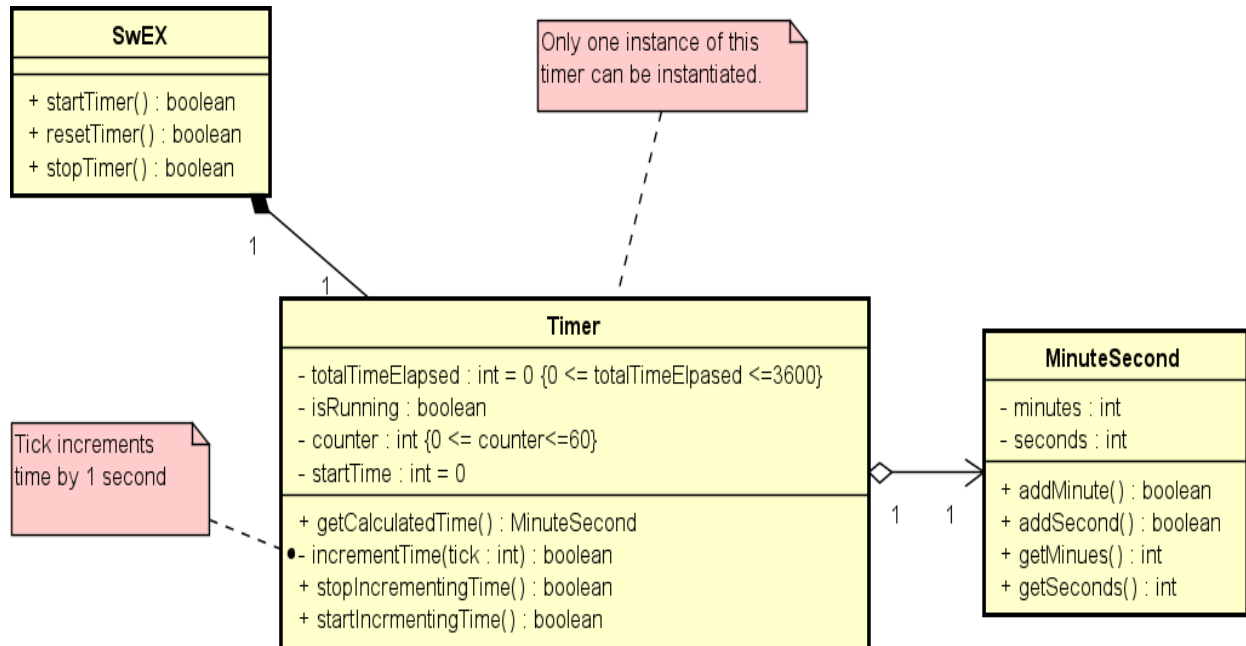 SwEX
+ startTimer() : boolean
+ resetTimer() : boolean
+ stopTimer() : boolean
Only one instance of this
timer can be instantiated.
1
1
Timer
- totalTimeElapsed : int = 0 {0 <= totalTimeElpased <=3600}
- isRunning : boolean
- counter : int {0 <= counter<=60}
- startTime : int = 0
+ getCalculatedTime() : MinuteSecond
- incrementTime(tick : int) : boolean
+ stopIncrementingTime() : boolean
+ startIncrmentingTime() : boolean
Tick increments
time by 1 second
1
1
MinuteSecond
- minutes : int
- seconds : int
+ addMinute() : boolean
+ addSecond() : boolean
+ getMinues() : int
+ getSeconds() : int